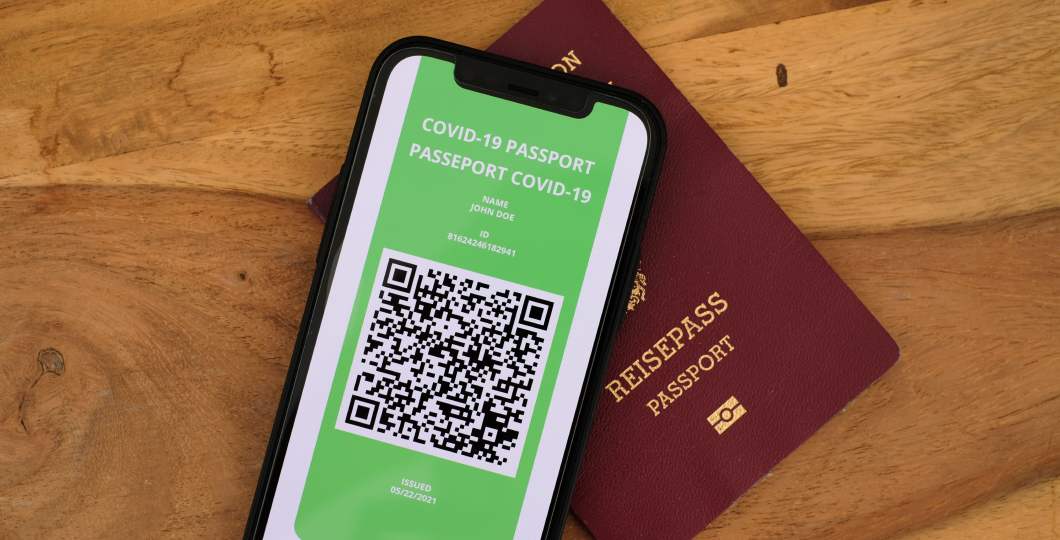 COVID-19 PASSPORT
PASSEPORT COVID-19
NAME
JOHN DOE
ID
81624246182941
ISSUED
05/22/2021
REISEPASS
PASSPORT